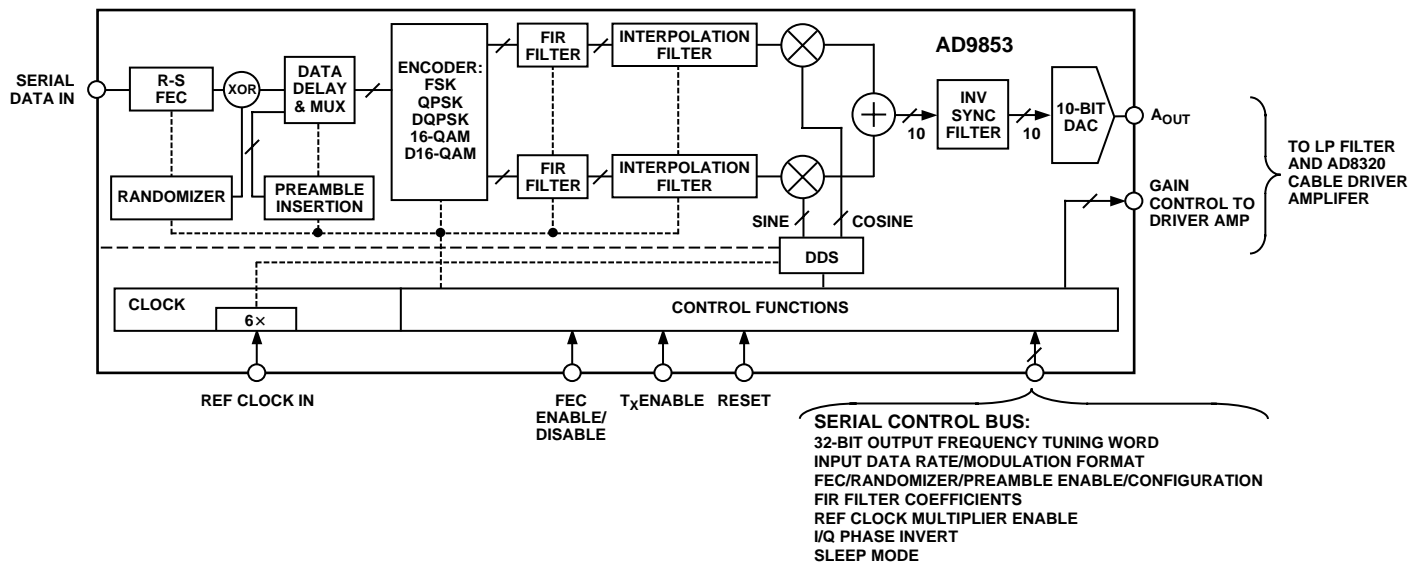 AD9853
SERIAL
DATA IN
R-S
FEC
XOR
DATA
DELAY
& MUX
ENCODER:
FSK
QPSK
DQPSK
16-QAM
D16-QAM
FIR
FILTER
INTERPOLATION
FILTER
FIR
FILTER
INTERPOLATION
FILTER
RANDOMIZER
PREAMBLE
INSERTION
SINE
COSINE
DDS
10
INV
SYNC
FILTER
10
10-BIT
DAC
AOUT
GAIN
CONTROL TO
DRIVER AMP
TO LP FILTER
AND AD8320
CABLE DRIVER
AMPLIFER
CLOCK
6×
CONTROL FUNCTIONS
REF CLOCK IN
FEC
ENABLE/
DISABLE
TXENABLE
RESET
SERIAL CONTROL BUS:
32-BIT OUTPUT FREQUENCY TUNING WORD
INPUT DATA RATE/MODULATION FORMAT
FEC/RANDOMIZER/PREAMBLE ENABLE/CONFIGURATION
FIR FILTER COEFFICIENTS
REF CLOCK MULTIPLIER ENABLE
I/Q PHASE INVERT
SLEEP MODE